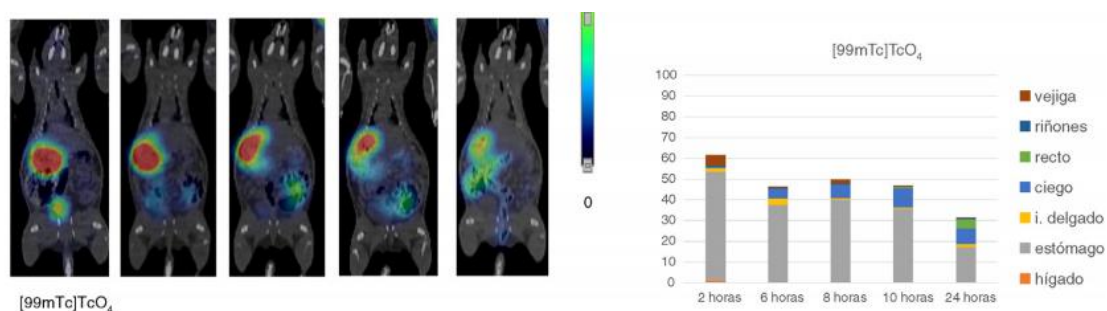 [99mTc]TcO4
0
[99mTc]TcO4
100
90
80
70
60
50
40
30
20
10
0
2 horas 6 horas 8 horas 10 horas 24 horas
vejiga
riñones
recto
ciego
i. delgado
estómago
hígado